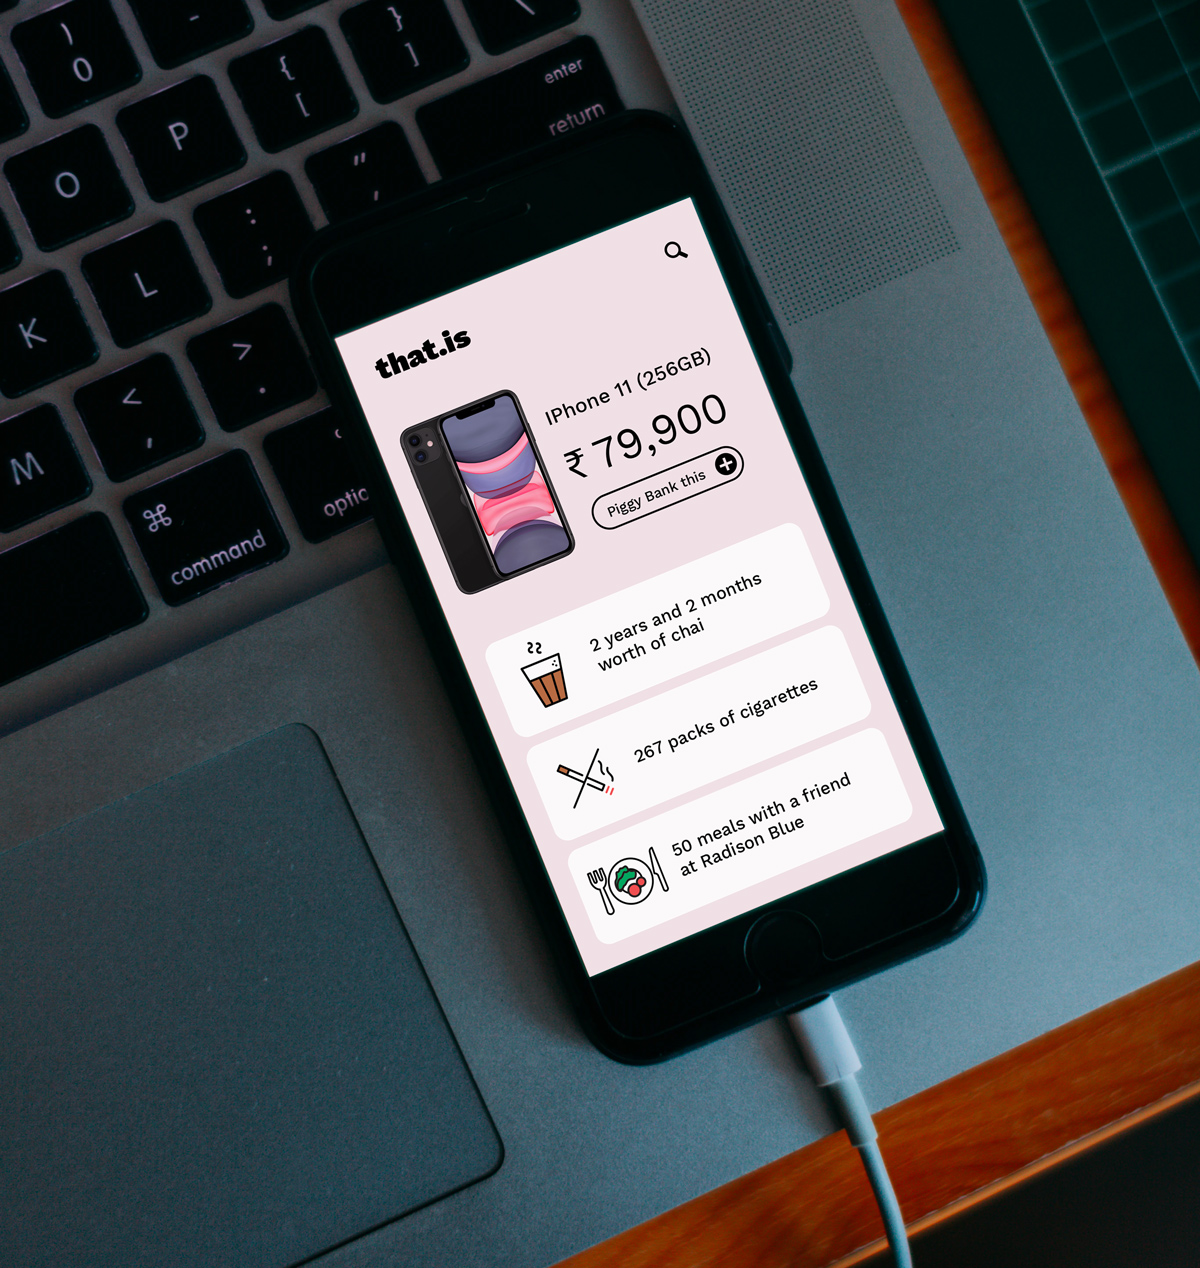 )
0
-
{
[
}
]
\
enter
return
O
P
"
'
K
L
:
;
M
<
,
>
.
⌘
command
optio
that.is
IPhone 11 (256GB)
₹ 79,900
Piggy Bank this
2 years and 2 months
worth of chai
267 packs of cigarettes
50 meals with a friend
at Radison Blue